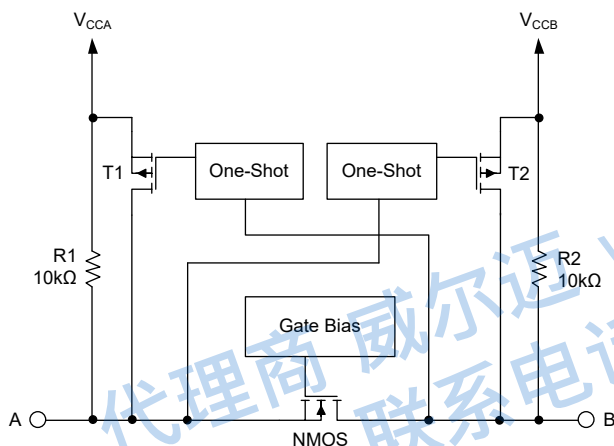 VCCA
VCCB
T1
One-Shot
One-Shot
T2
R1
10kΩ
R2
10kΩ
Gate Bias
A
B
NMOS
代理商 威尔迈
联系电话